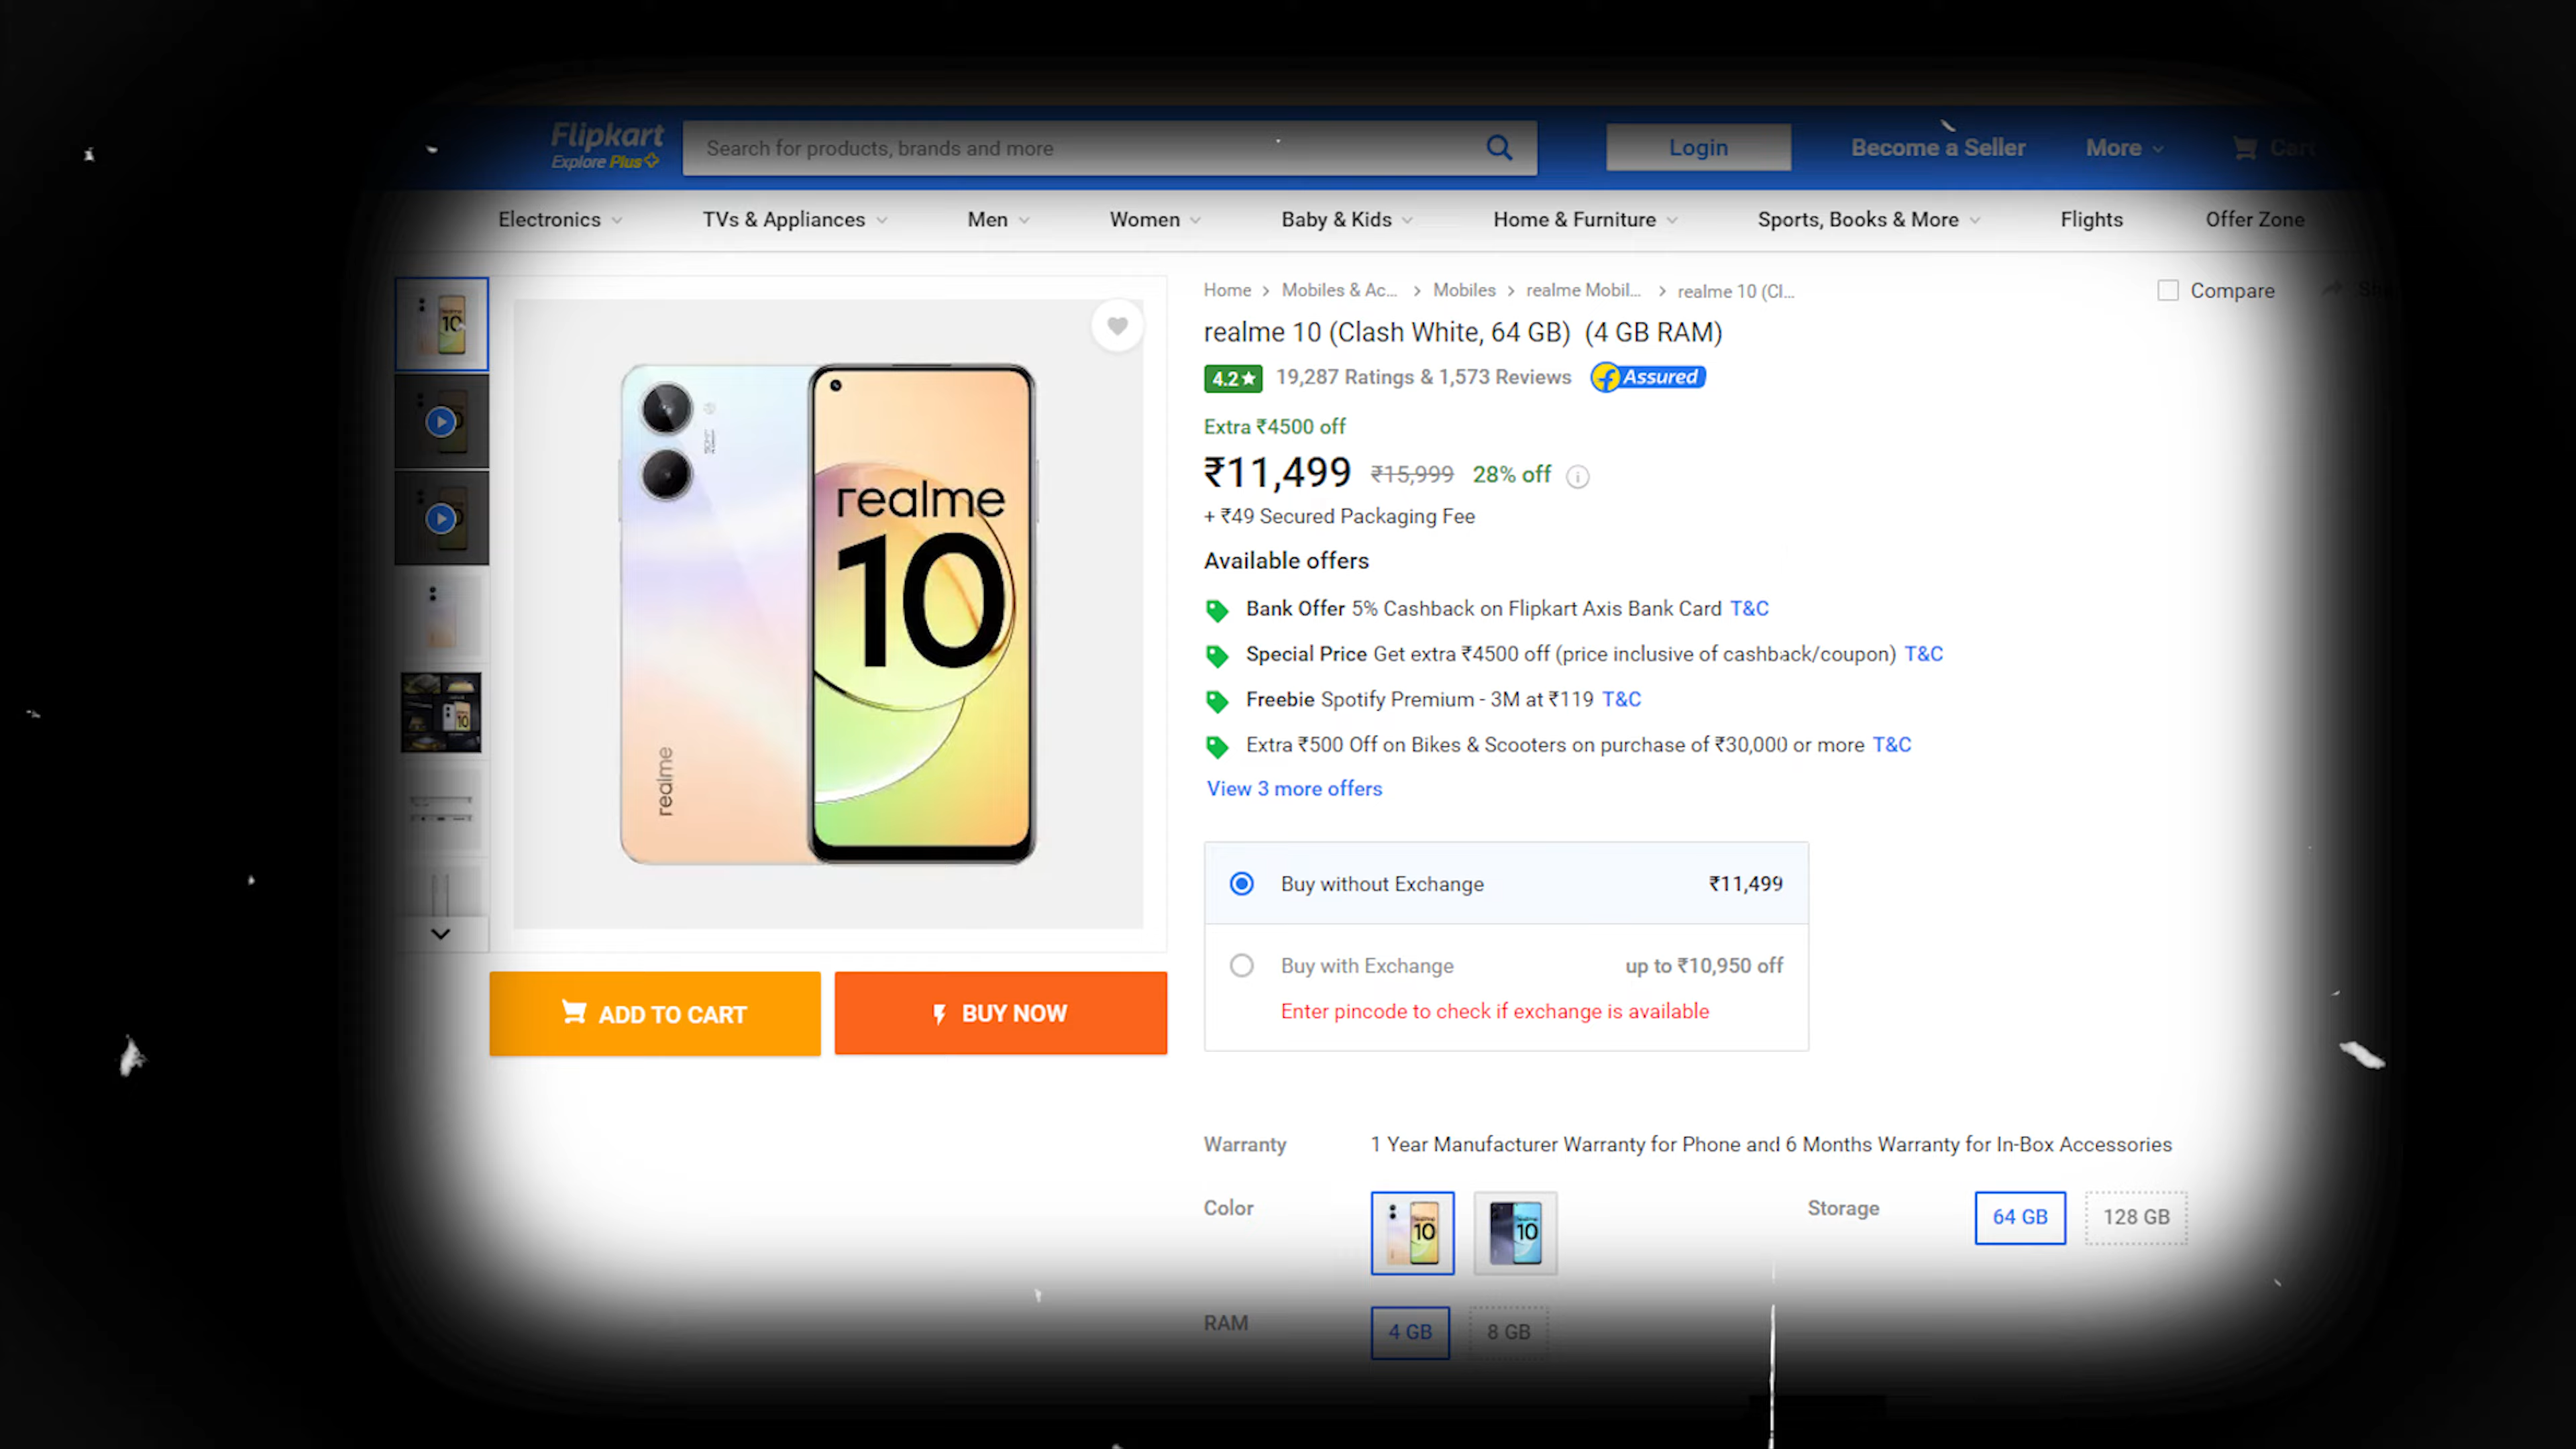 Flipkart
Explore Plus
Search for products, brands and more
Login
Become a Seller
More
Cart
Electronics
TVs & Appliances
Men
Women
Baby & Kids
Home & Furniture
Sports, Books & More
Flights
Offer Zone
Home > Mobiles & Ac... > Mobiles > realme Mobil... > realme 10 (Cl...
Compare
realme 10 (Clash White, 64 GB) (4 GB RAM)
4.2★ 19,287 Ratings & 1,573 Reviews Assured
Extra ₹4500 off
₹11,499 ₹15,999 28% off
+ ₹49 Secured Packaging Fee
Available offers
Bank Offer 5% Cashback on Flipkart Axis Bank Card T&C
Special Price Get extra ₹4500 off (price inclusive of cashback/coupon) T&C
Freebie Spotify Premium - 3M at ₹119 T&C
Extra ₹500 Off on Bikes & Scooters on purchase of ₹30,000 or more T&C
View 3 more offers
realme
10
realme
Buy without Exchange ₹11,499
Buy with Exchange up to ₹10,950 off
Enter pincode to check if exchange is available
ADD TO CART
BUY NOW
Warranty 1 Year Manufacturer Warranty for Phone and 6 Months Warranty for In-Box Accessories
Color
10
10
Storage 64 GB 128 GB
RAM 4 GB 8 GB